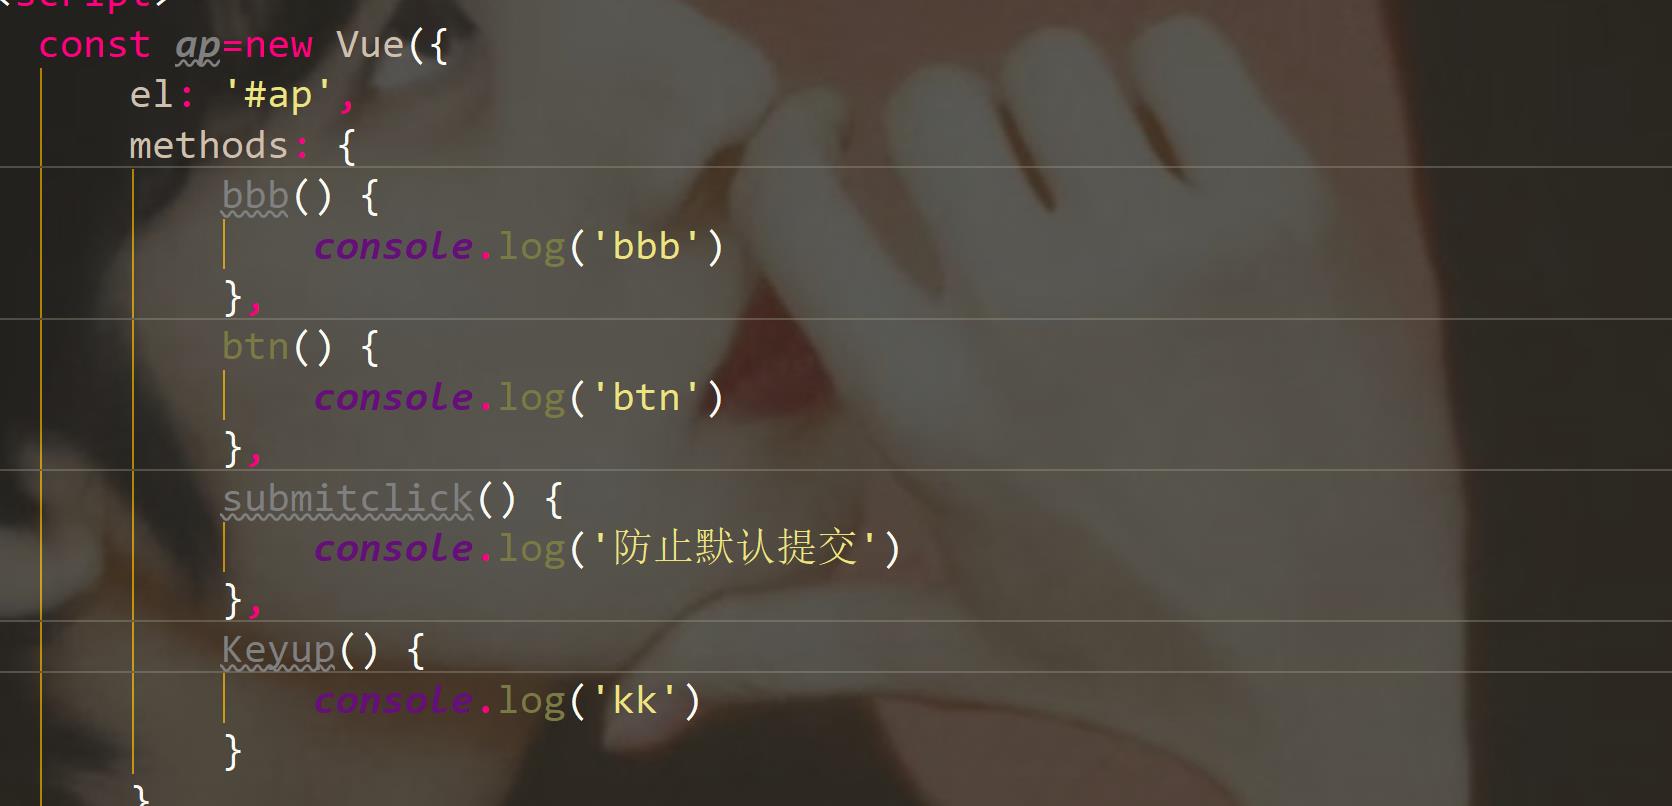 <script>
const ap=new Vue({
el: '#ap',
methods: {
bbb() {
console.log('bbb')
},
btn() {
console.log('btn')
},
submitclick() {
console.log('防止默认提交')
},
Keyup() {
console.log('kk')
}
}